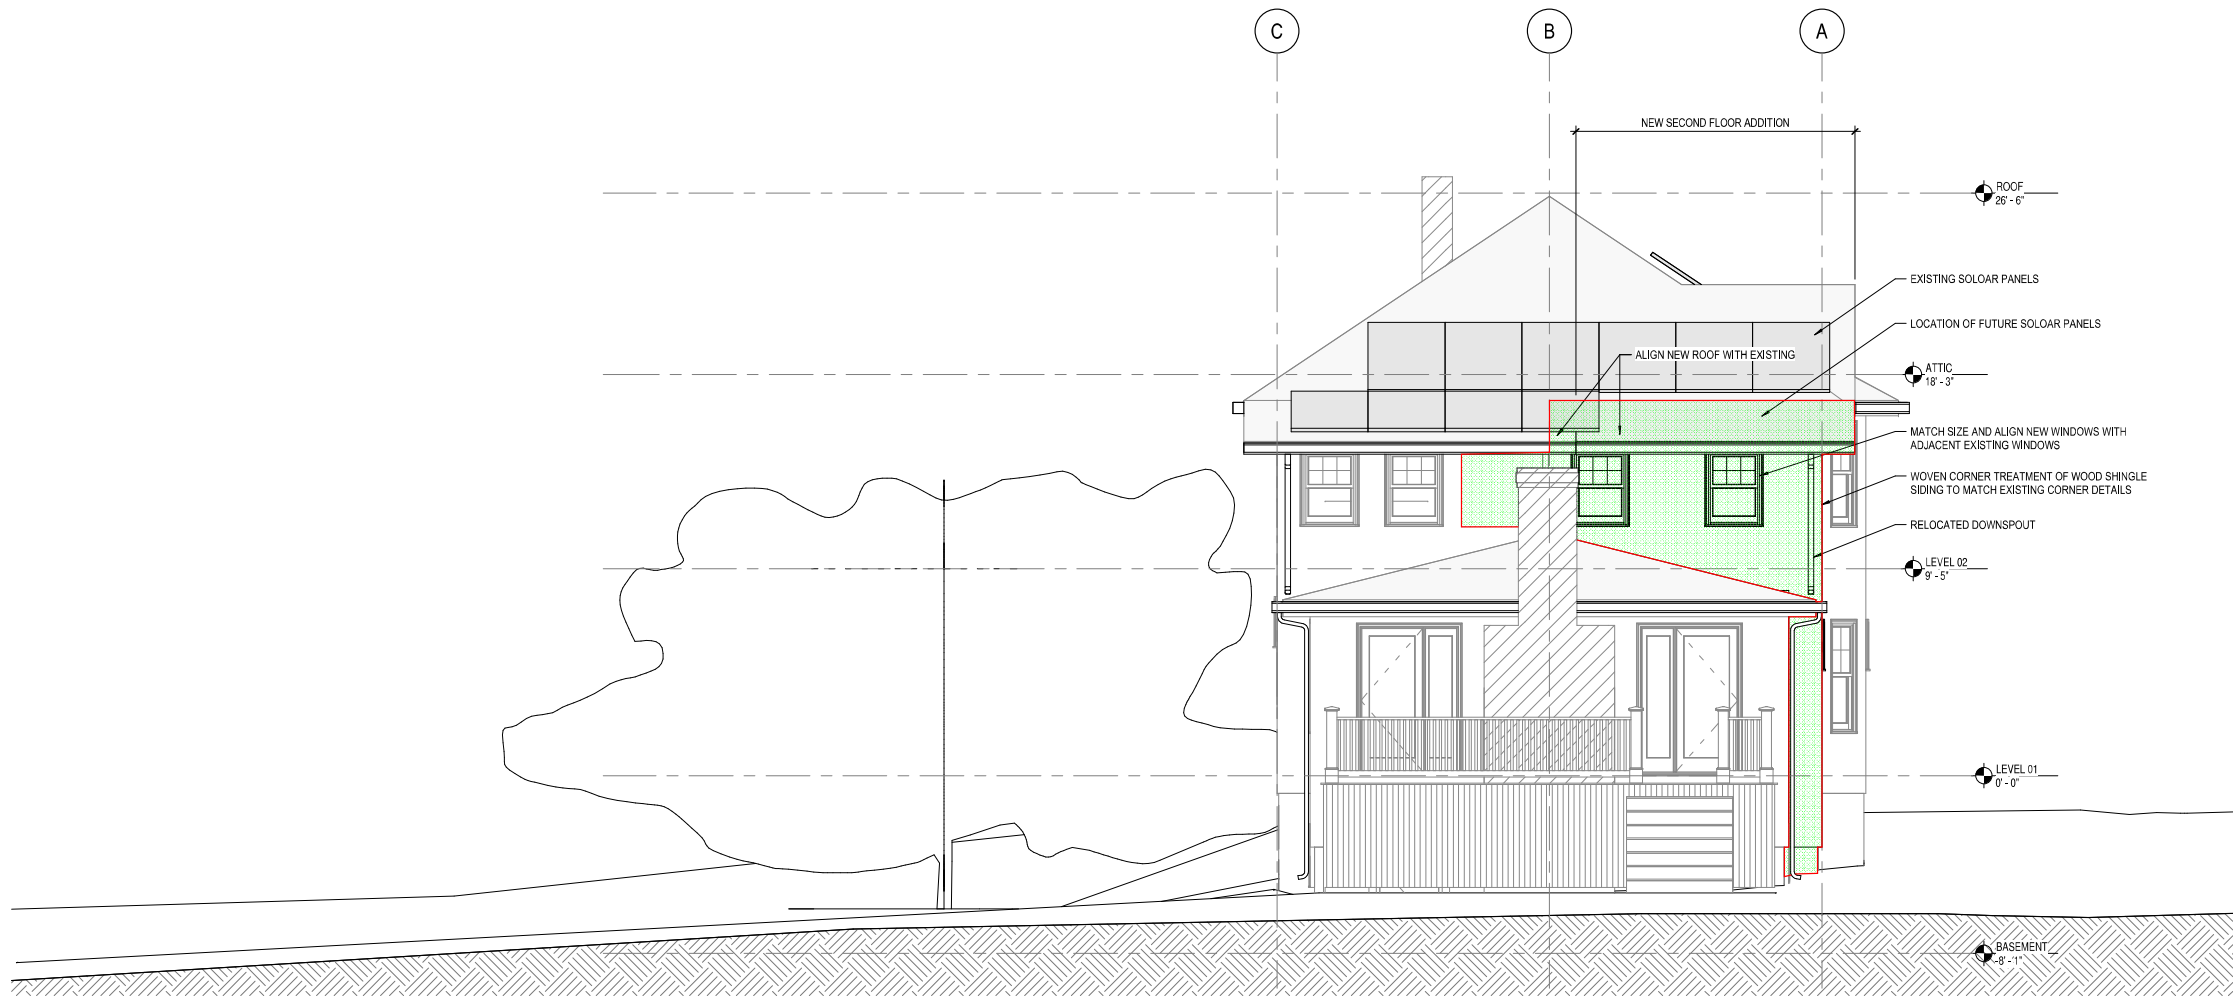 C
B
A
NEW SECOND FLOOR ADDITION
ROOF
26' - 6"
EXISTING SOLOAR PANELS
LOCATION OF FUTURE SOLOAR PANELS
ALIGN NEW ROOF WITH EXISTING
ATTIC
18' - 3"
MATCH SIZE AND ALIGN NEW WINDOWS WITH
ADJACENT EXISTING WINDOWS
WOVEN CORNER TREATMENT OF WOOD SHINGLE
SIDING TO MATCH EXISTING CORNER DETAILS
RELOCATED DOWNSPOUT
LEVEL 02
9' - 5"
LEVEL 01
0' - 0"
BASEMENT
-8' - 1"